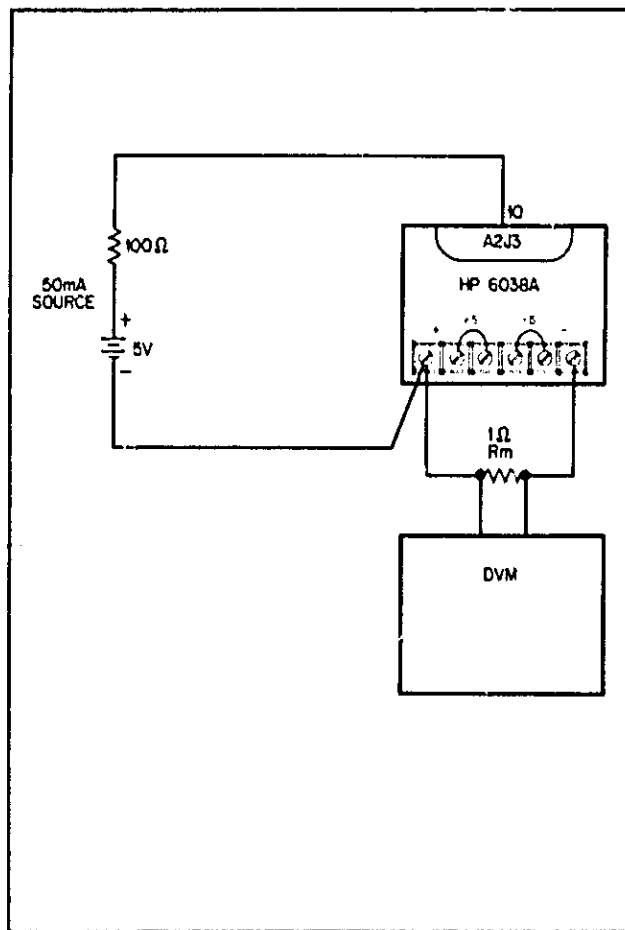 10
A2J3
100Ω
HP 6038A
50mA
SOURCE
+
5V
-
+
+S
-S
-
1Ω
Rm
DVM